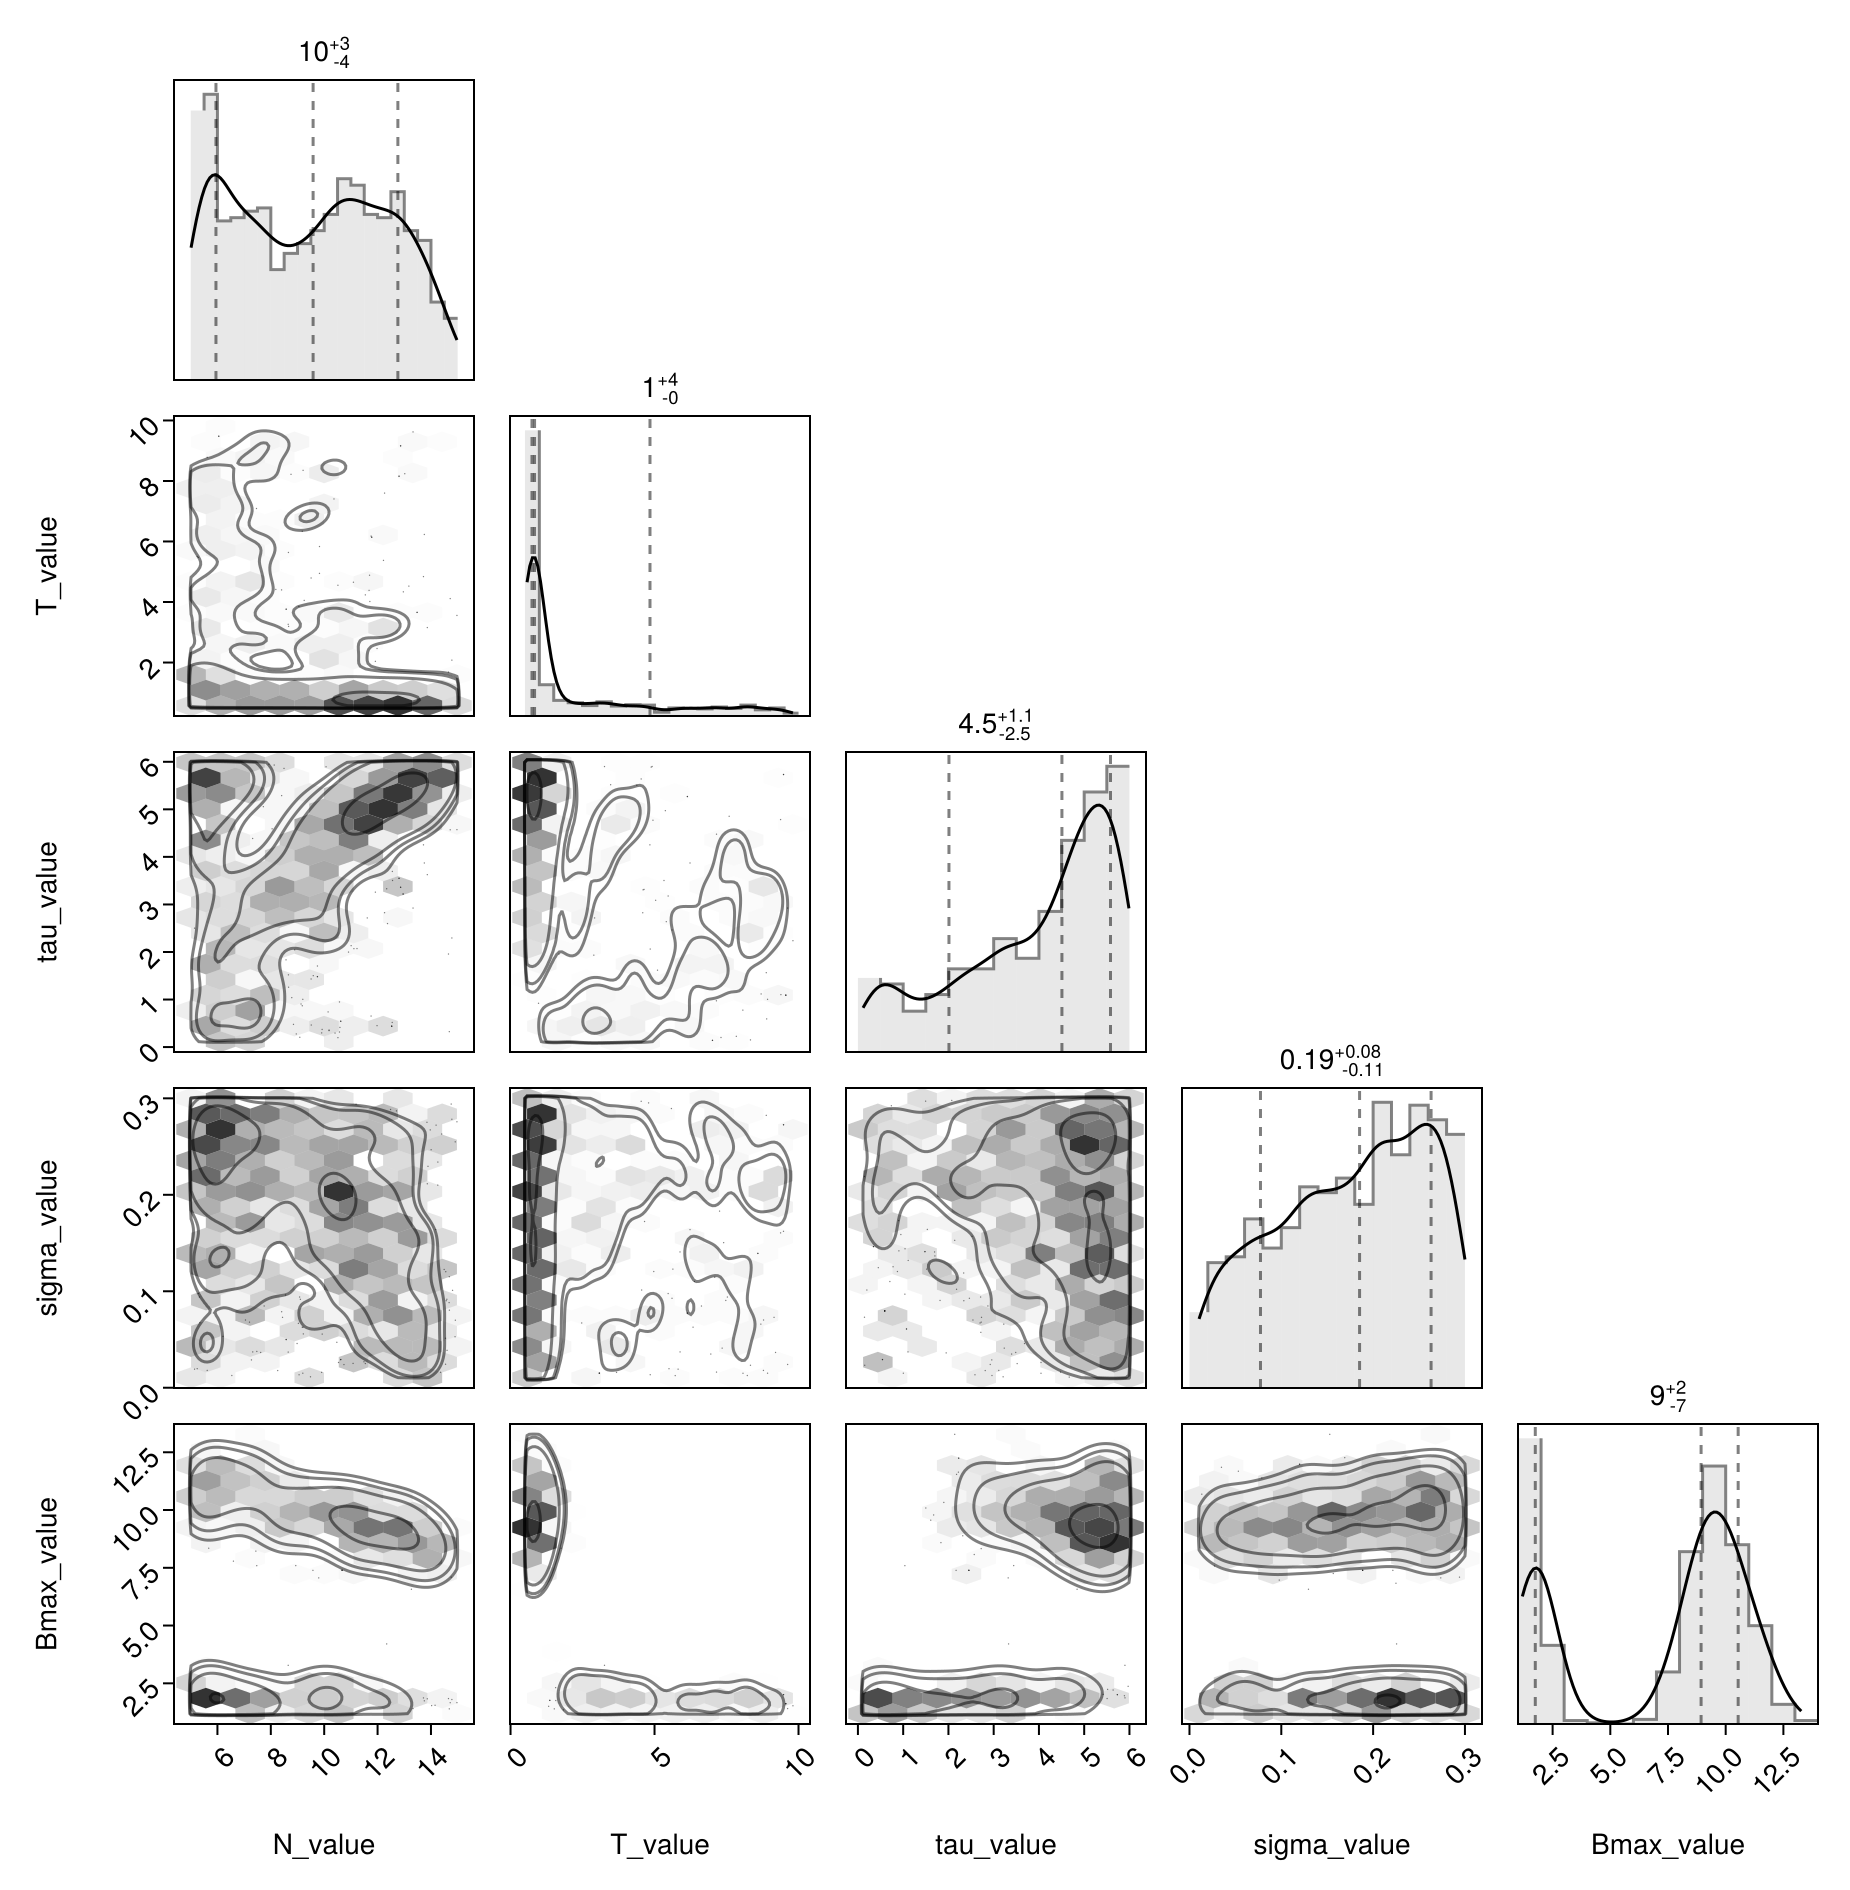 10+3-4
10
8
6
4
2
T_value
1+4-0
6
5
4
3
2
1
0
tau_value
4.5+1.1-2.5
0.3
0.2
0.1
0.0
sigma_value
0.19+0.08-0.11
12.5
10.0
7.5
5.0
2.5
Bmax_value
9+2-7
6 8 10 12 14
0 5 10
0 1 2 3 4 5 6
0.0 0.1 0.2 0.3
2.5 5.0 7.5 10.0 12.5
N_value
T_value
tau_value
sigma_value
Bmax_value